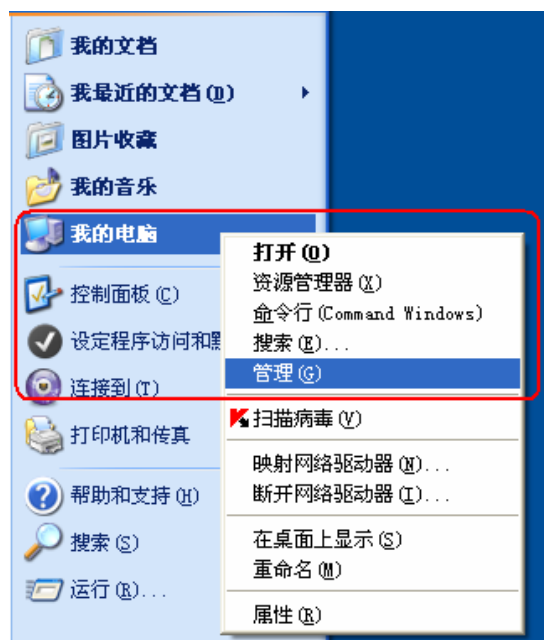 我的文档
我最近的文档(D)
图片收藏
我的音乐
我的电脑
控制面板(C)
设定程序访问和
连接到(T)
打印机和传真
帮助和支持(H)
搜索(S)
运行(R)...
打开(O)
资源管理器(X)
命令行(Command Windows)
搜索(E)...
管理(G)
扫描病毒(V)
映射网络驱动器(N)...
断开网络驱动器(I)...
在桌面上显示(S)
重命名(M)
属性(R)